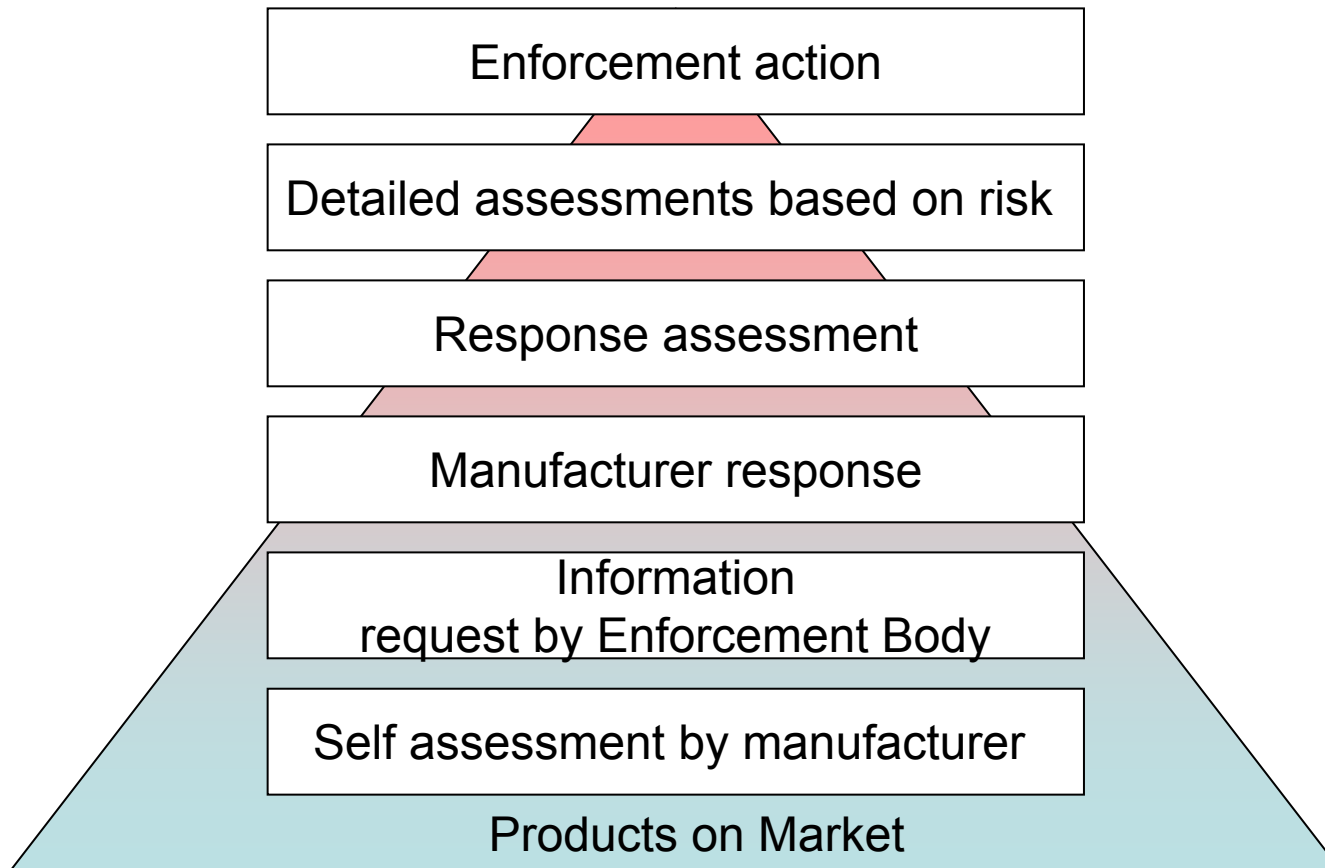 Enforcement action
Detailed assessments based on risk
Response assessment
Manufacturer response
Information
request by Enforcement Body
Self assessment by manufacturer
Products on Market